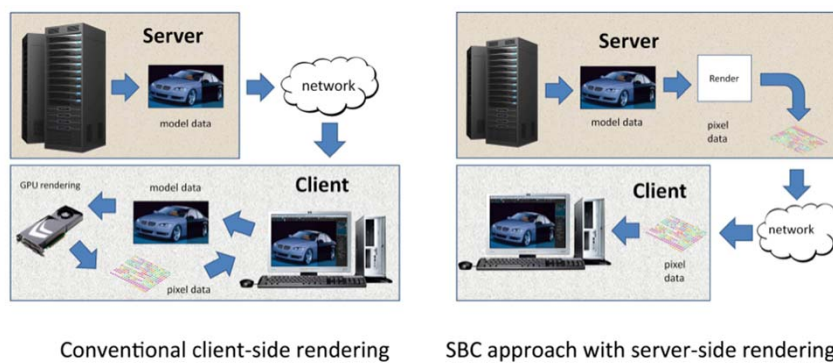 Server
model data
network
GPU rendering
model data
Client
pixel data
Conventional client-side rendering
Server
Render
model data
pixel
data
Client
network
pixel
data
SBC approach with server-side rendering